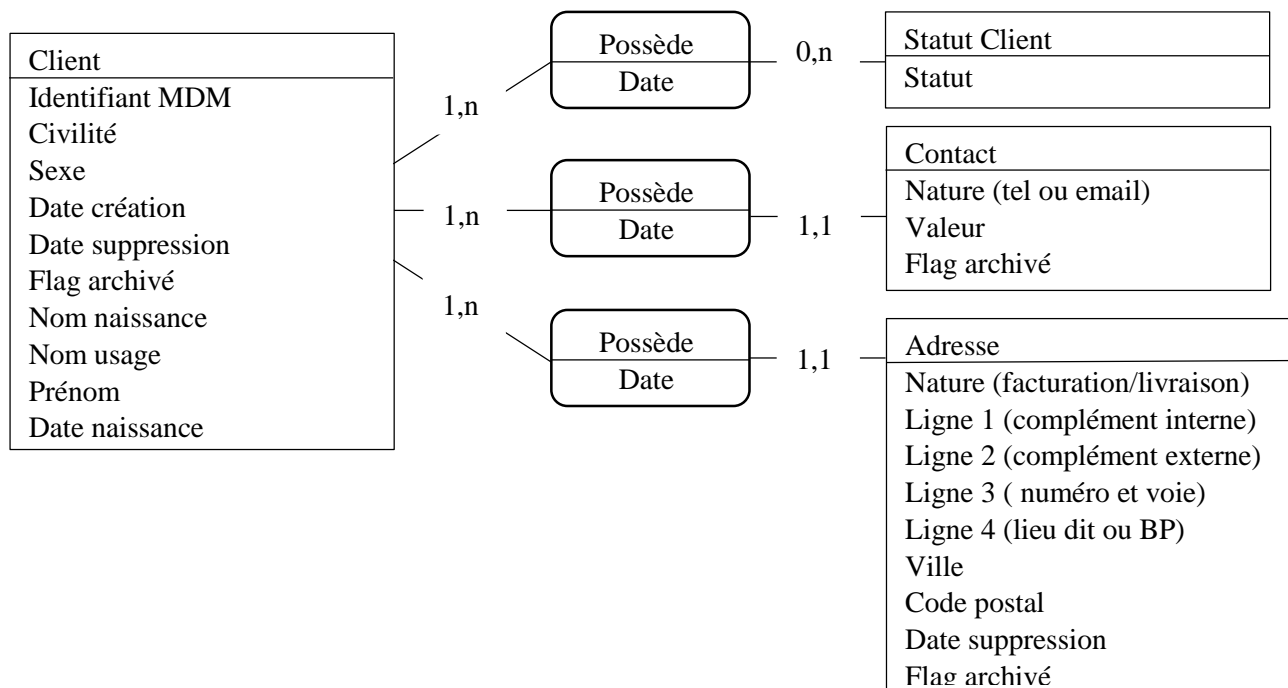 Client
Identifiant MDM
Civilité
Sexe
Date création
Date suppression
Flag archivé
Nom naissance
Nom usage
Prénom
Date naissance
1,n
1,n
1,n
Possède
Date
Possède
Date
Possède
Date
0,n
1,1
1,1
Statut Client
Statut
Contact
Nature (tel ou email)
Valeur
Flag archivé
Adresse
Nature (facturation/livraison)
Ligne 1 (complément interne)
Ligne 2 (complément externe)
Ligne 3 ( numéro et voie)
Ligne 4 (lieu dit ou BP)
Ville
Code postal
Date suppression
Flag archivé